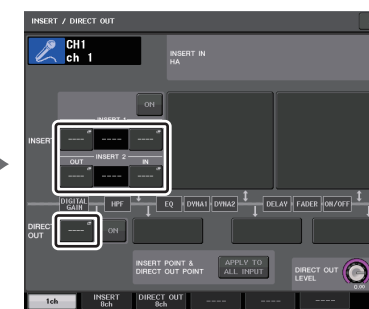 INSERT / DIRECT OUT
CH1
ch 1
INSERT IN
HA
ON
INSERT 1
INSERT
---- ---- ----
OUT INSERT 2 IN
---- ---- ----
DIGITAL GAIN HPF EQ DYNA1 DYNA2 DELAY FADER ON/OFF
DIRECT OUT
---- ON
INSERT POINT & DIRECT OUT POINT
APPLY TO ALL INPUT
DIRECT OUT LEVEL
0.00
1ch INSERT 8ch DIRECT OUT 8ch ---- ---- ----